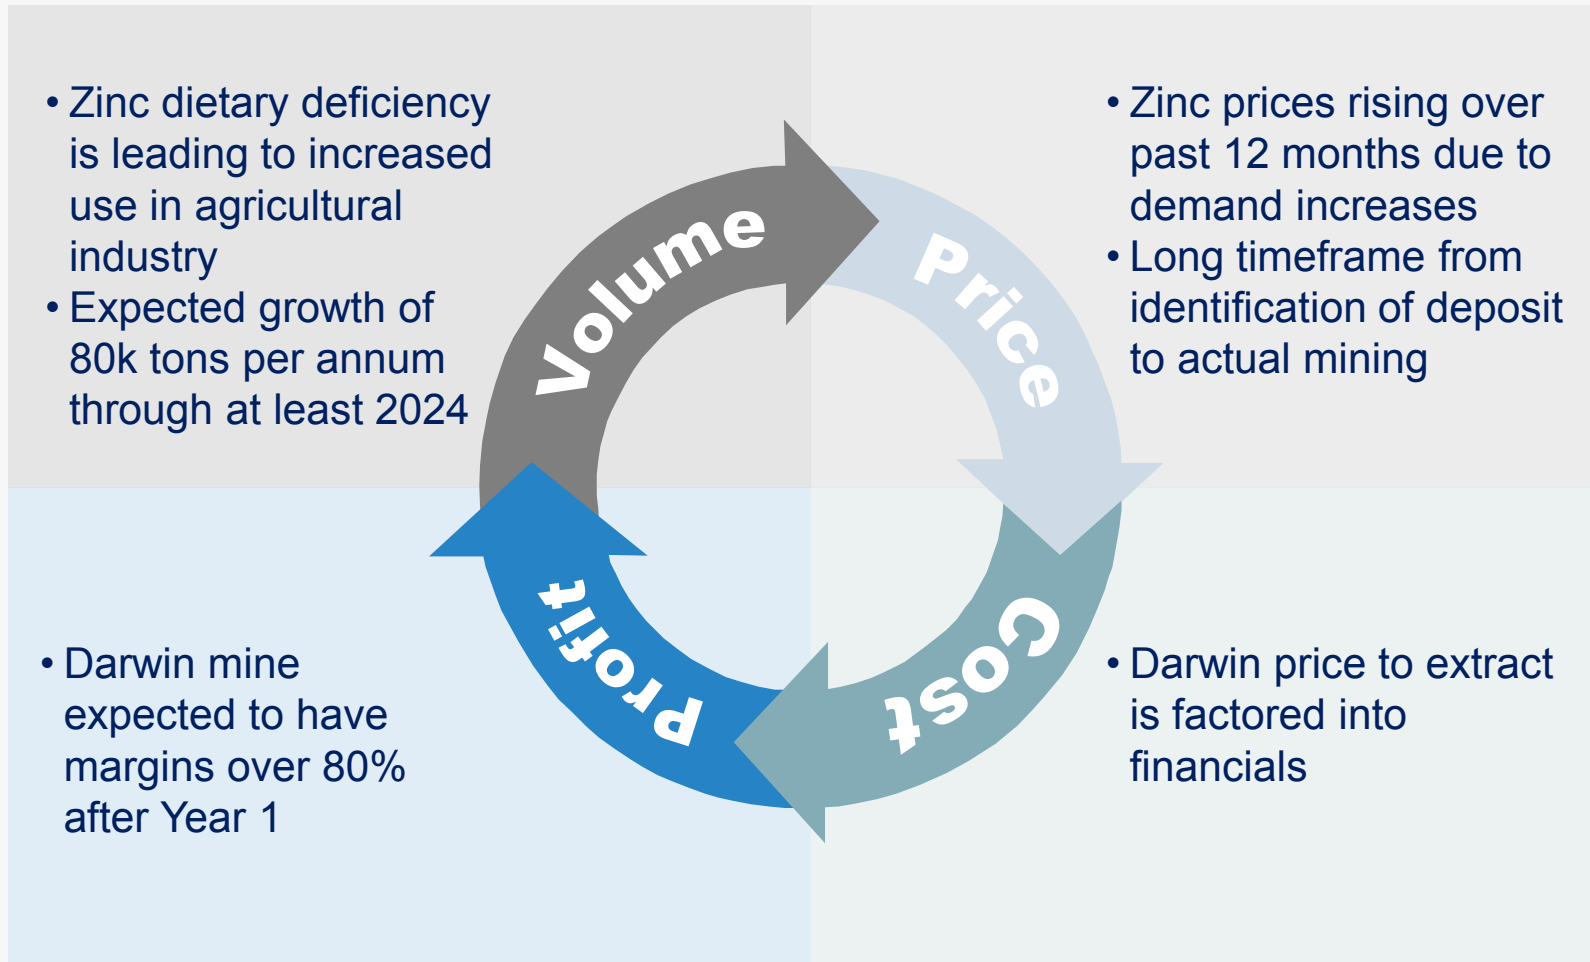 • Zinc dietary deficiency
is leading to increased
use in agricultural
industry
• Expected growth of
80k tons per annum
through at least 2024
Volume
Price
• Zinc prices rising over
past 12 months due to
demand increases
• Long timeframe from
identification of deposit
to actual mining
• Darwin mine
expected to have
margins over 80%
after Year 1
Profit
Cost
• Darwin price to extract
is factored into
financials